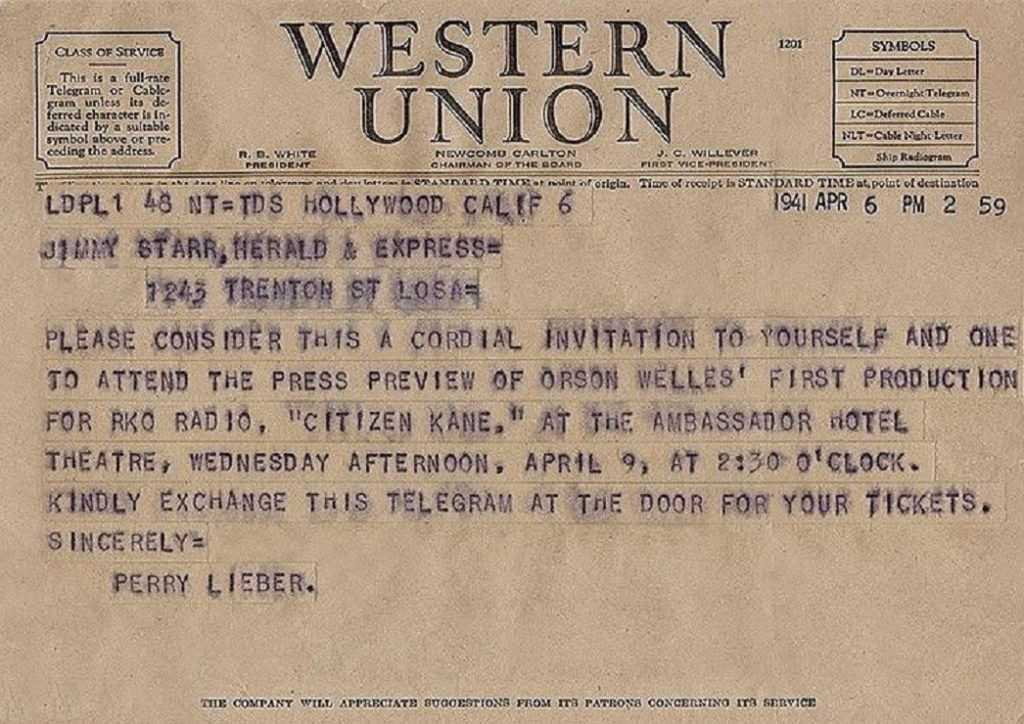 WESTERN
UNION
1201
CLASS OF SERVICE
This is a full-rate
Telegram or Cable-
gram unless its de-
ferred character is in-
dicated by a suitable
symbol above or pre-
ceding the address.
SYMBOLS
DL=Day Letter
NT=Overnight Telegram
LC=Deferred Cable
NLT=Cable Night Letter
Ship Radiogram
R. B. WHITE
PRESIDENT
NEWCOMB CARLTON
CHAIRMAN OF THE BOARD
J. C. WILLEVER
FIRST VICE-PRESIDENT
STANDARD TIME at point of origin. Time of receipt is STANDARD TIME at point of destination
LDPL1 48 NT=TDS HOLLYWOOD CALIF 6
1941 APR 6 PM 2 59
JIMMY STARR,HERALD & EXPRESS=
1243 TRENTON ST LOSA=
PLEASE CONSIDER THIS A CORDIAL INVITATION TO YOURSELF AND ONE
TO ATTEND THE PRESS PREVIEW OF ORSON WELLES' FIRST PRODUCTION
FOR RKO RADIO, "CITIZEN KANE," AT THE AMBASSADOR HOTEL
THEATRE, WEDNESDAY AFTERNOON, APRIL 9, AT 2:30 O'CLOCK.
KINDLY EXCHANGE THIS TELEGRAM AT THE DOOR FOR YOUR TICKETS.
SINCERELY=
PERRY LIEBER.
THE COMPANY WILL APPRECIATE SUGGESTIONS FROM ITS PATRONS CONCERNING ITS SERVICE